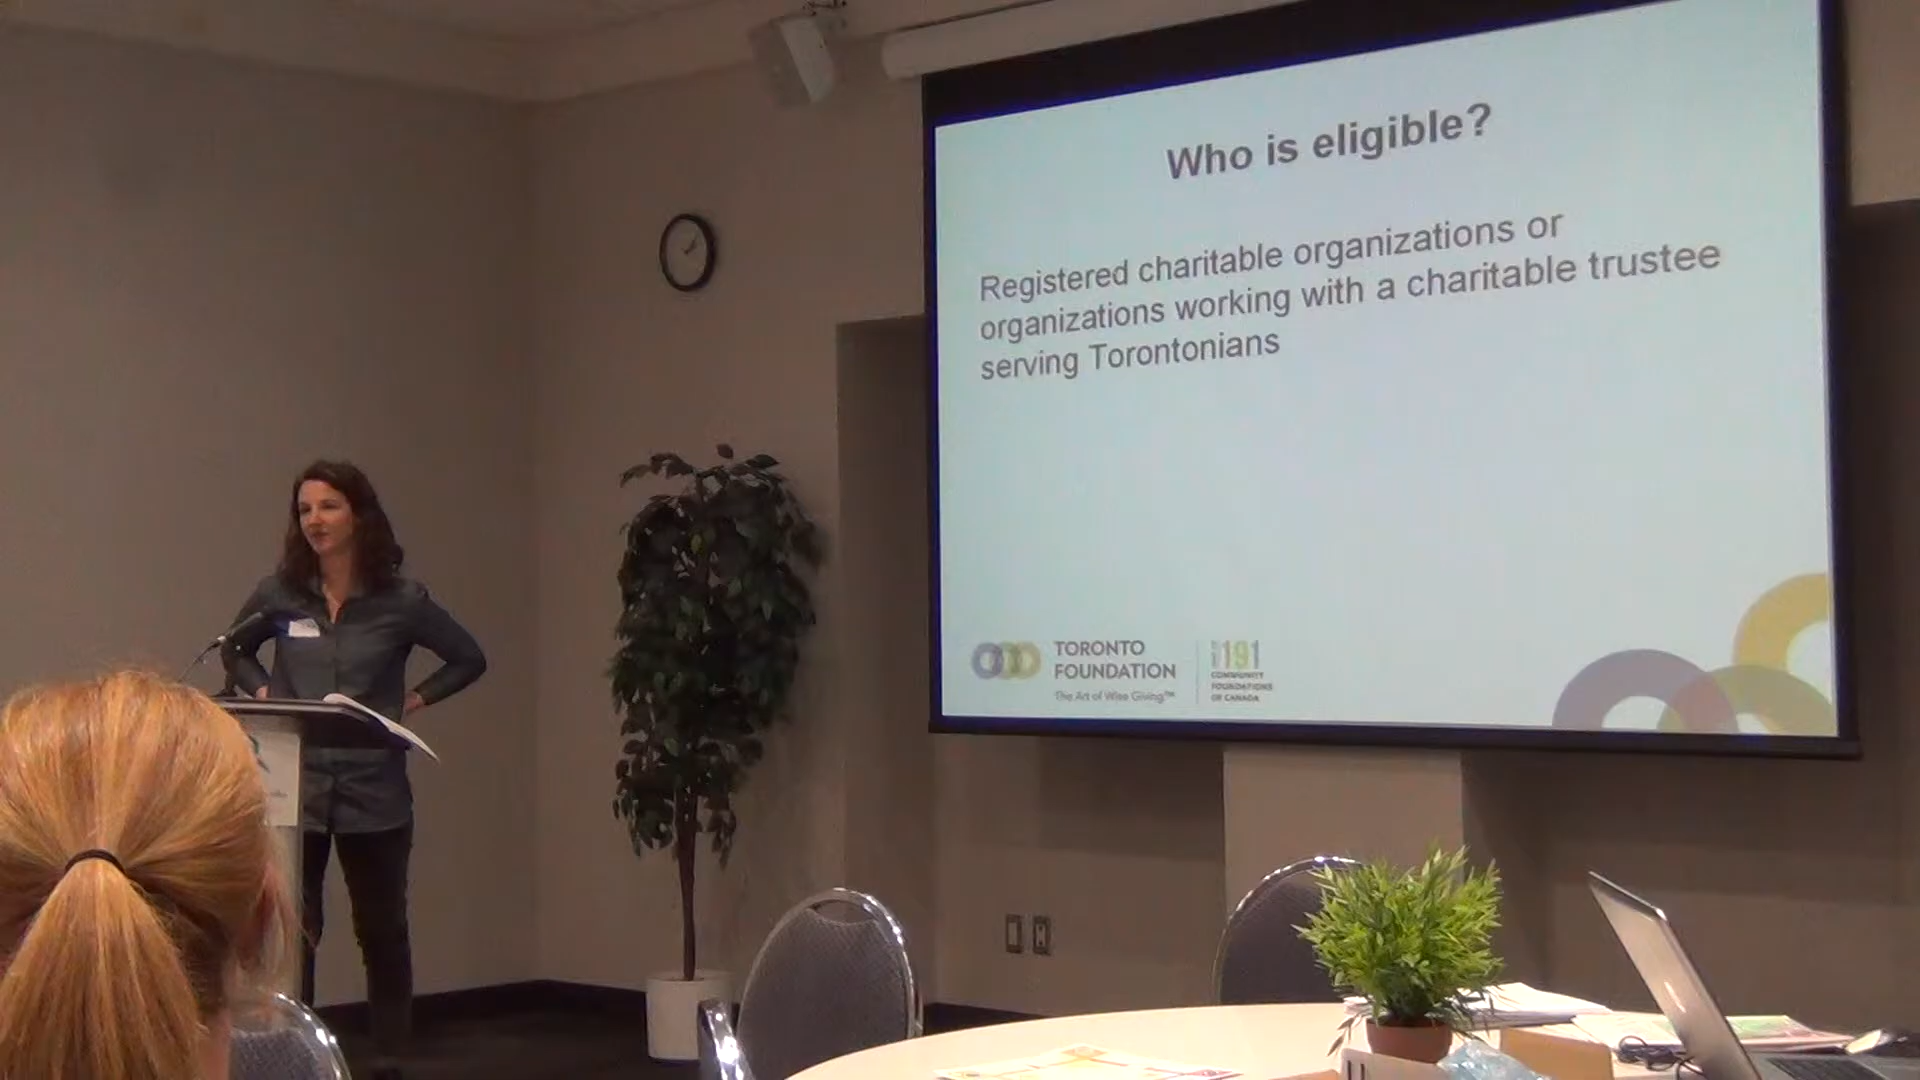 Who is eligible?
Registered charitable organizations or
organizations working with a charitable trustee
serving Torontonians
TORONTO
FOUNDATION
The Art of Wise Giving™
191
COMMUNITY
FOUNDATIONS
OF CANADA